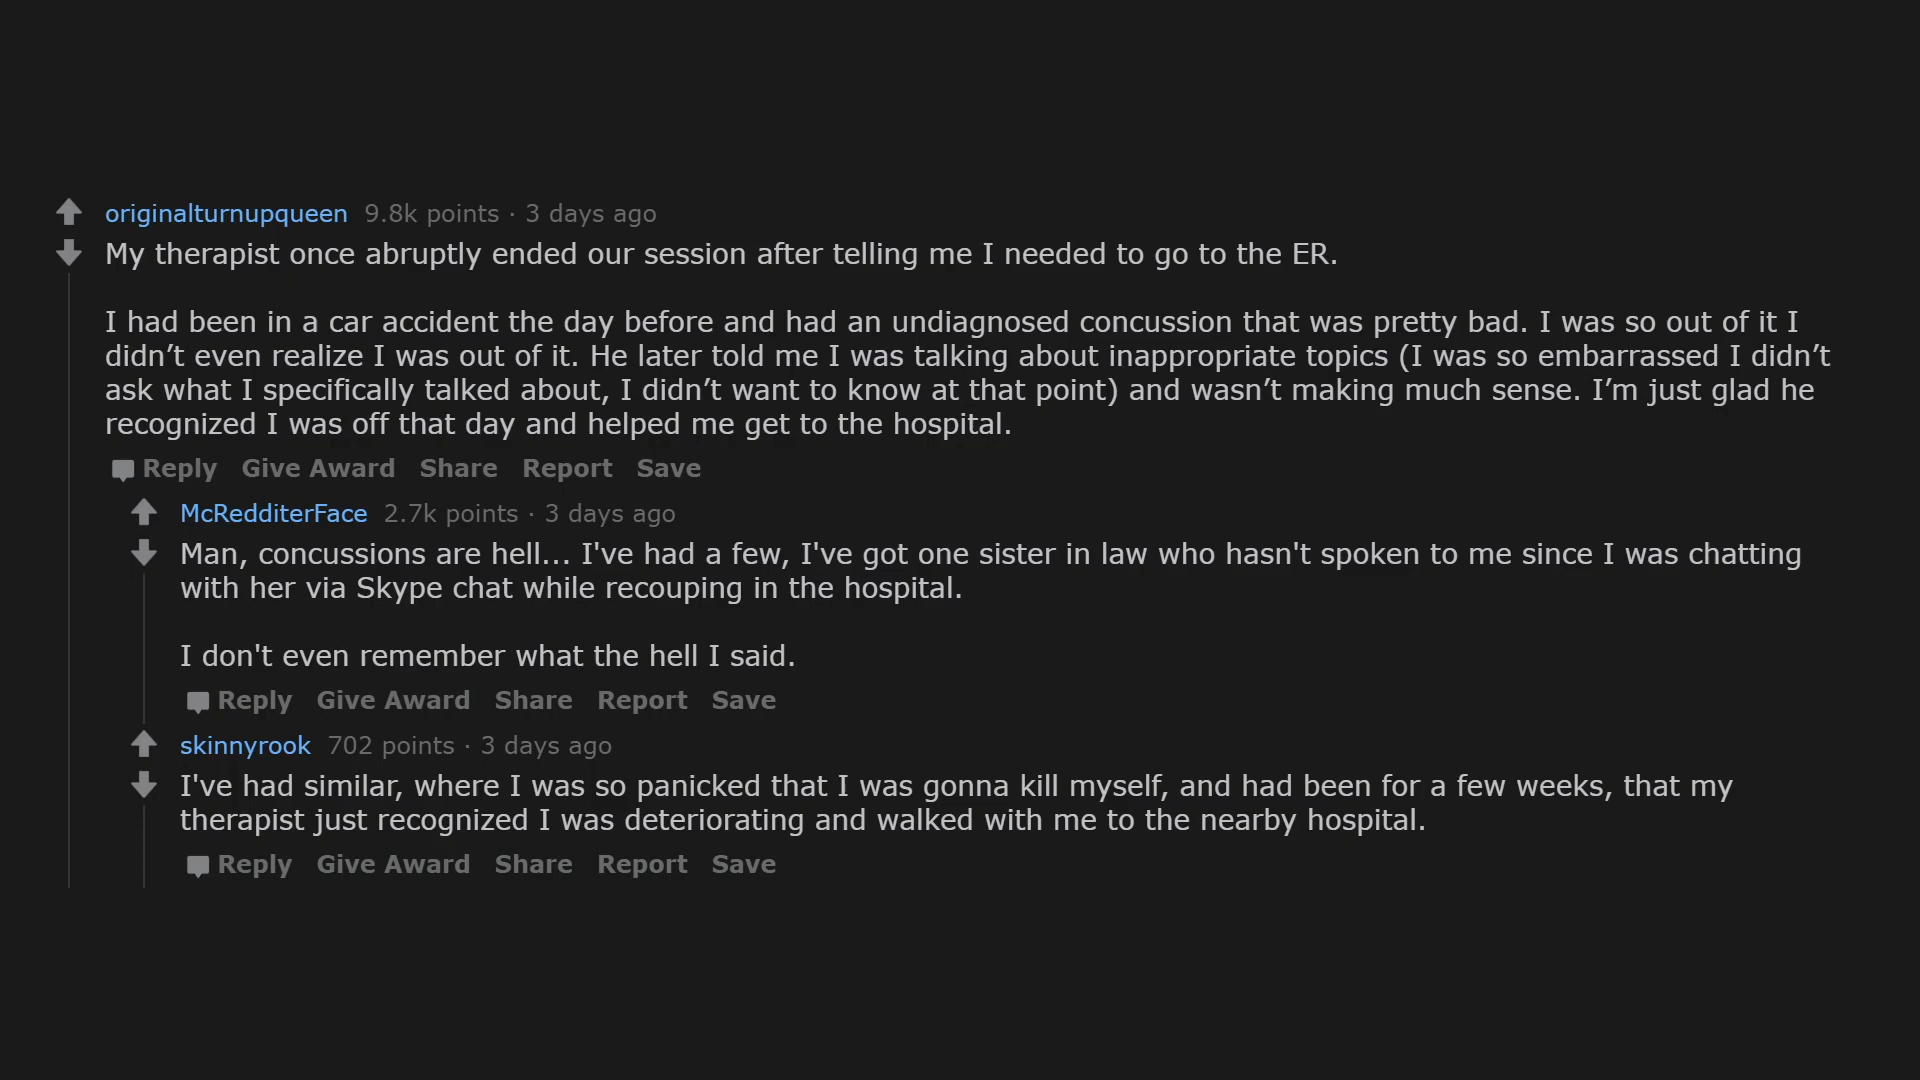 originalturnupqueen 9.8k points · 3 days ago
My therapist once abruptly ended our session after telling me I needed to go to the ER.
I had been in a car accident the day before and had an undiagnosed concussion that was pretty bad. I was so out of it I
didn’t even realize I was out of it. He later told me I was talking about inappropriate topics (I was so embarrassed I didn’t
ask what I specifically talked about, I didn’t want to know at that point) and wasn’t making much sense. I’m just glad he
recognized I was off that day and helped me get to the hospital.
Reply Give Award Share Report Save
McRedditerFace 2.7k points · 3 days ago
Man, concussions are hell... I've had a few, I've got one sister in law who hasn't spoken to me since I was chatting
with her via Skype chat while recouping in the hospital.
I don't even remember what the hell I said.
Reply Give Award Share Report Save
skinnyrook 702 points · 3 days ago
I've had similar, where I was so panicked that I was gonna kill myself, and had been for a few weeks, that my
therapist just recognized I was deteriorating and walked with me to the nearby hospital.
Reply Give Award Share Report Save